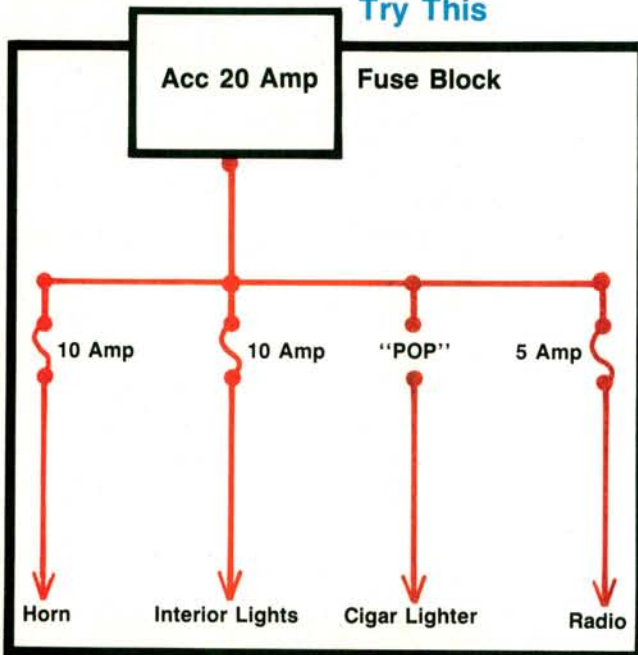 Try This
Acc 20 Amp
Fuse Block
10 Amp
10 Amp
"POP"
5 Amp
Horn
Interior Lights
Cigar Lighter
Radio